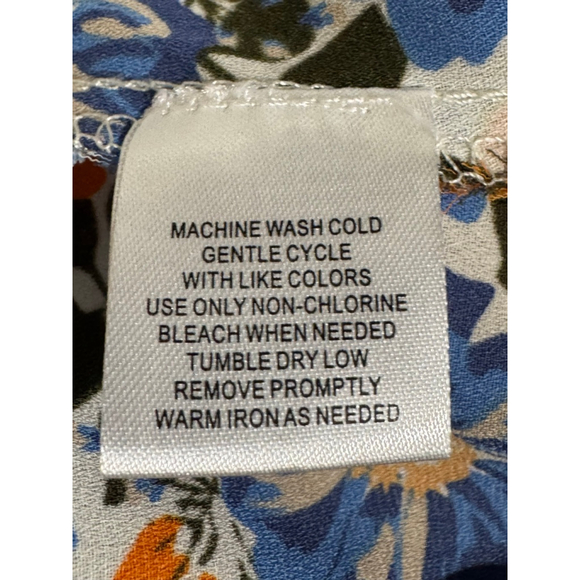 MACHINE WASH COLD
GENTLE CYCLE
WITH LIKE COLORS
USE ONLY NON-CHLORINE
BLEACH WHEN NEEDED
TUMBLE DRY LOW
REMOVE PROMPTLY
WARM IRON AS NEEDED